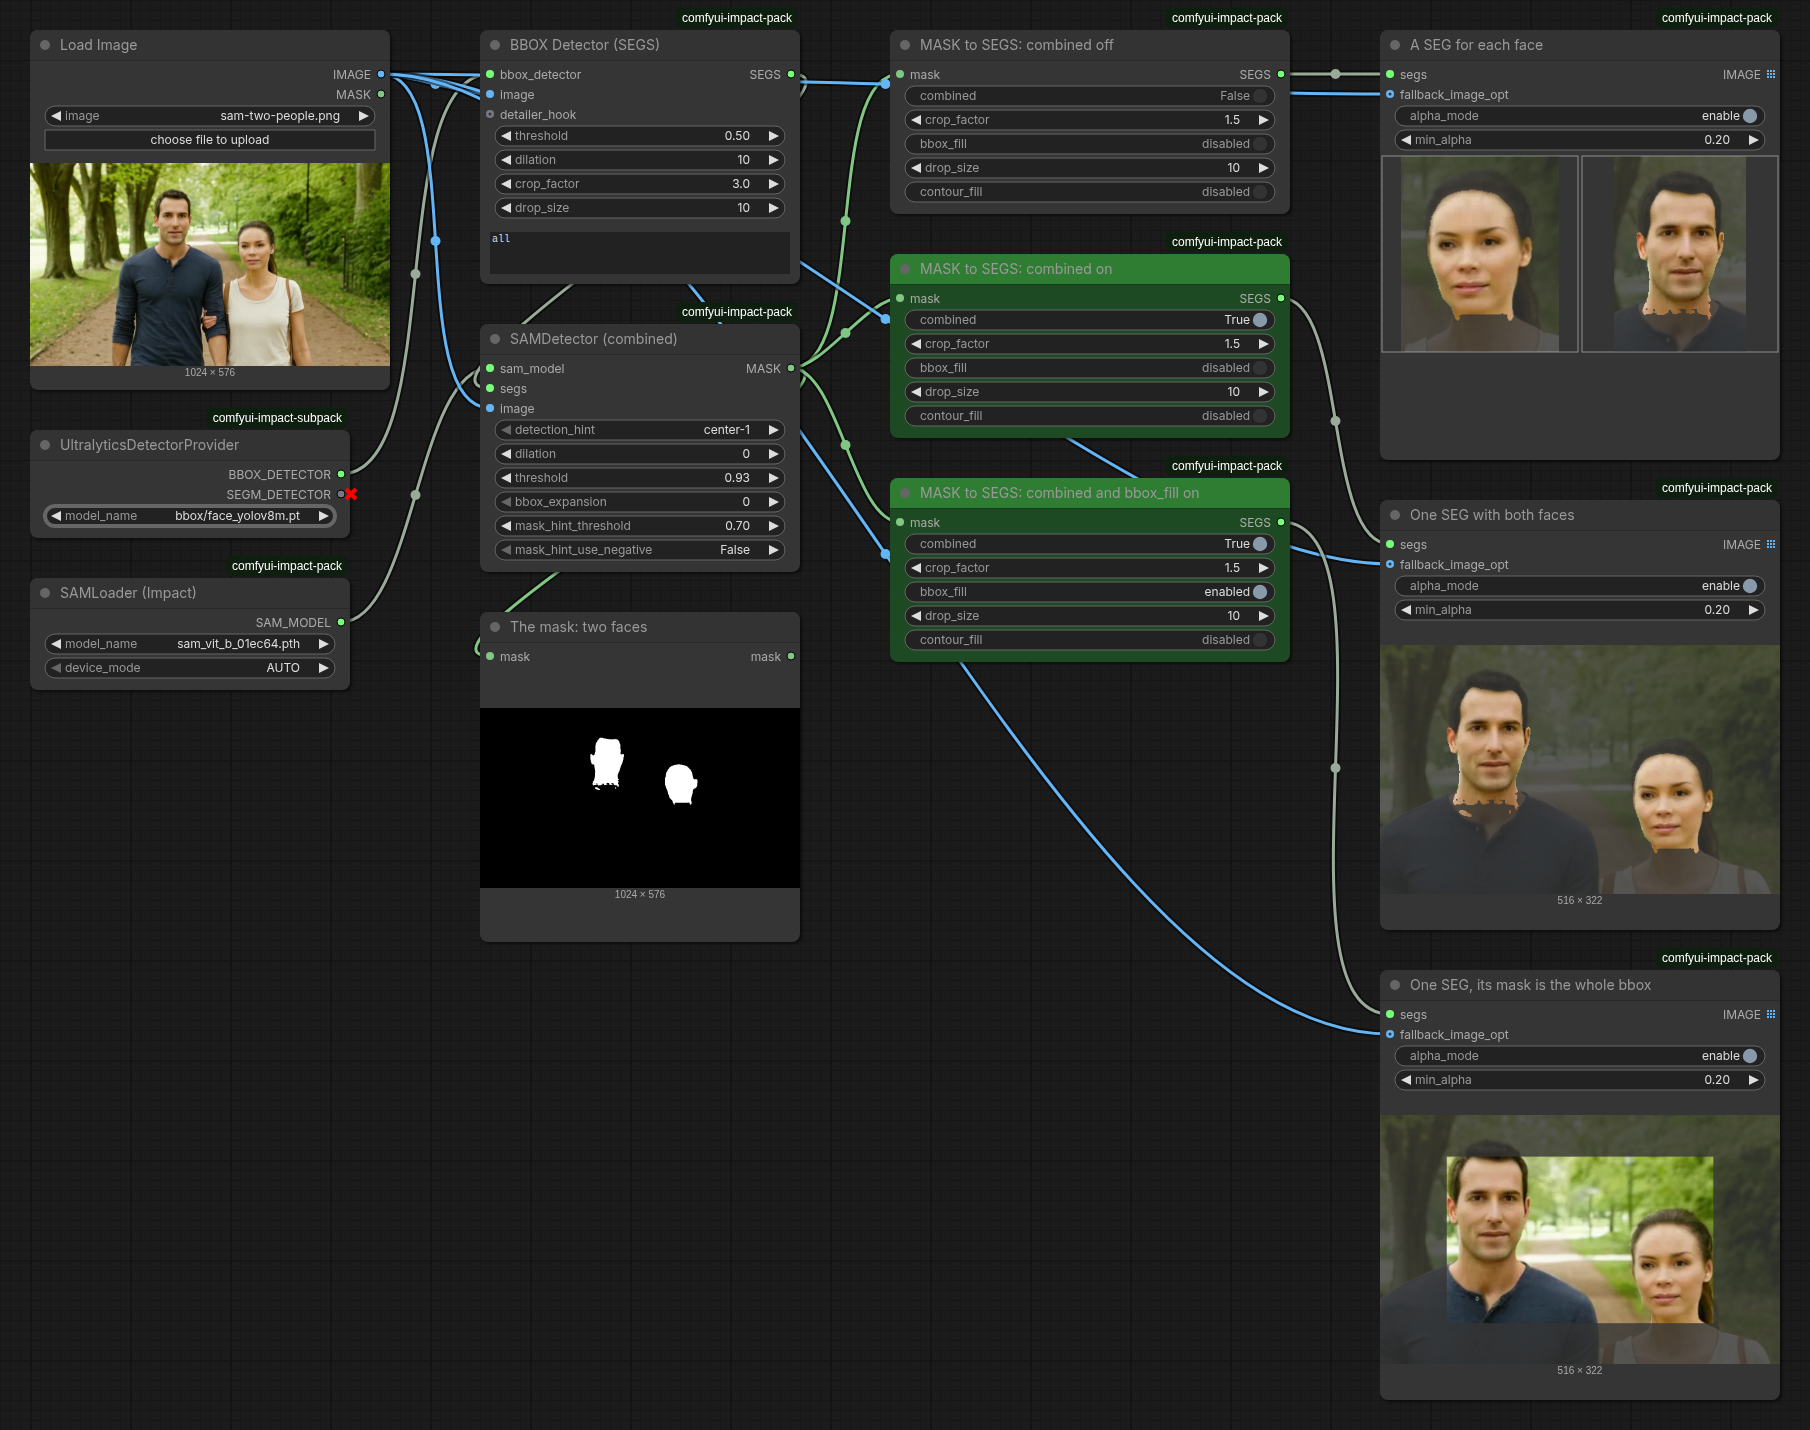 Load Image
IMAGE
MASK
image sam-two-people.png
choose file to upload
1024 × 576
comfyui-impact-subpack
UltralyticsDetectorProvider
BBOX_DETECTOR
SEGM_DETECTOR
model_name bbox/face_yolov8m.pt
comfyui-impact-pack
SAMLoader (Impact)
SAM_MODEL
model_name sam_vit_b_01ec64.pth
device_mode AUTO
comfyui-impact-pack
BBOX Detector (SEGS)
bbox_detector SEGS
image
detailer_hook
threshold 0.50
dilation 10
crop_factor 3.0
drop_size 10
all
comfyui-impact-pack
SAMDetector (combined)
sam_model MASK
segs
image
detection_hint center-1
dilation 0
threshold 0.93
bbox_expansion 0
mask_hint_threshold 0.70
mask_hint_use_negative False
The mask: two faces
mask mask
1024 × 576
comfyui-impact-pack
MASK to SEGS: combined off
mask SEGS
combined False
crop_factor 1.5
bbox_fill disabled
drop_size 10
contour_fill disabled
comfyui-impact-pack
MASK to SEGS: combined on
mask SEGS
combined True
crop_factor 1.5
bbox_fill disabled
drop_size 10
contour_fill disabled
comfyui-impact-pack
MASK to SEGS: combined and bbox_fill on
mask SEGS
combined True
crop_factor 1.5
bbox_fill enabled
drop_size 10
contour_fill disabled
comfyui-impact-pack
A SEG for each face
segs IMAGE
fallback_image_opt
alpha_mode enable
min_alpha 0.20
comfyui-impact-pack
One SEG with both faces
segs IMAGE
fallback_image_opt
alpha_mode enable
min_alpha 0.20
516 × 322
comfyui-impact-pack
One SEG, its mask is the whole bbox
segs IMAGE
fallback_image_opt
alpha_mode enable
min_alpha 0.20
516 × 322